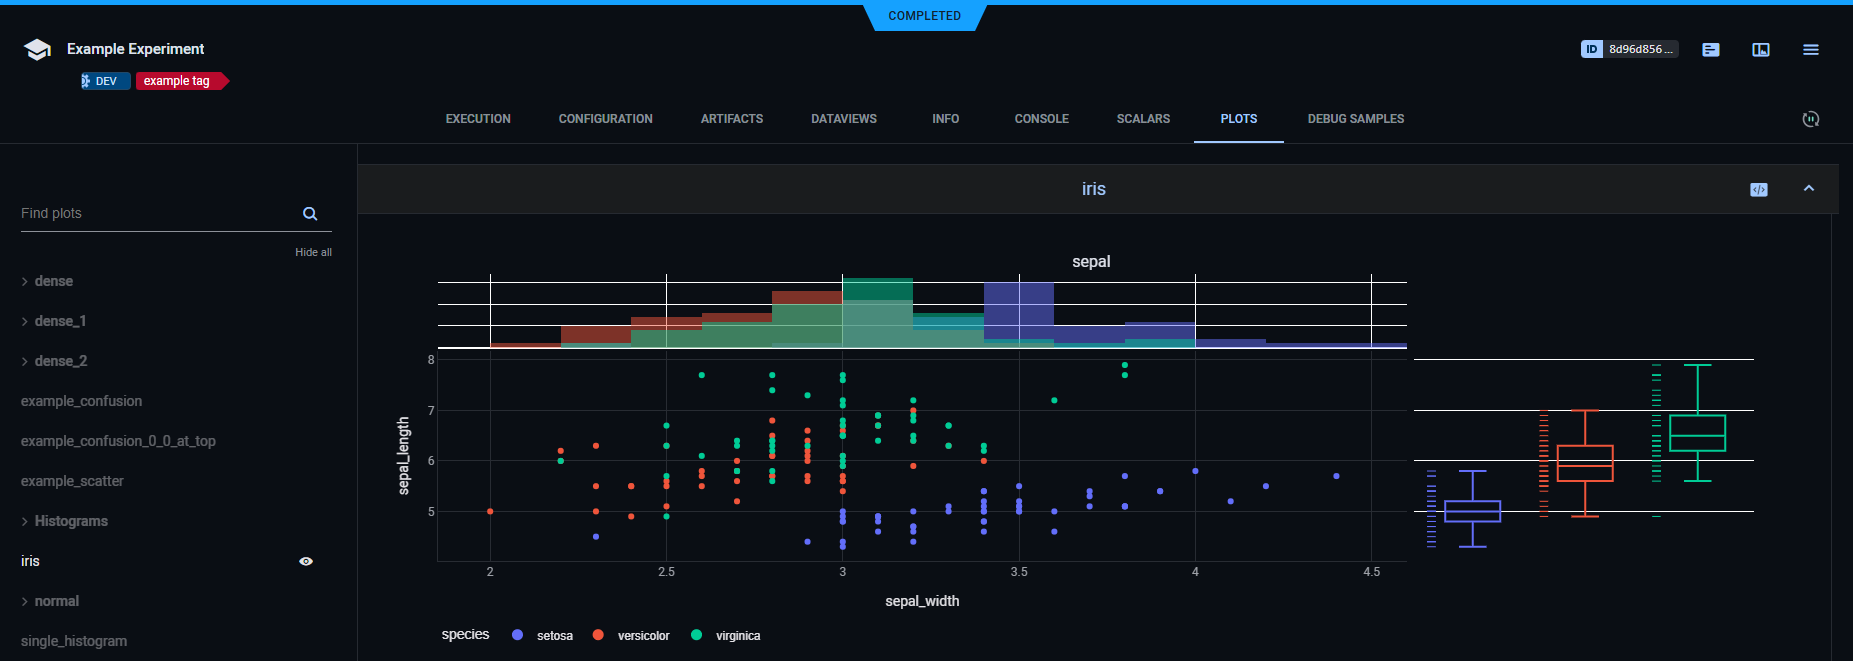 COMPLETED
Example Experiment
ID 8d96d856 ...
DEV example tag
EXECUTION CONFIGURATION ARTIFACTS DATAVIEWS INFO CONSOLE SCALARS PLOTS DEBUG SAMPLES
Find plots
Hide all
dense
dense_1
dense_2
example_confusion
example_confusion_0_0_at_top
example_scatter
Histograms
iris
normal
single_histogram
iris
sepal
8
7
6
5
sepal_length
2 2.5 3 3.5 4 4.5
sepal_width
species setosa versicolor virginica